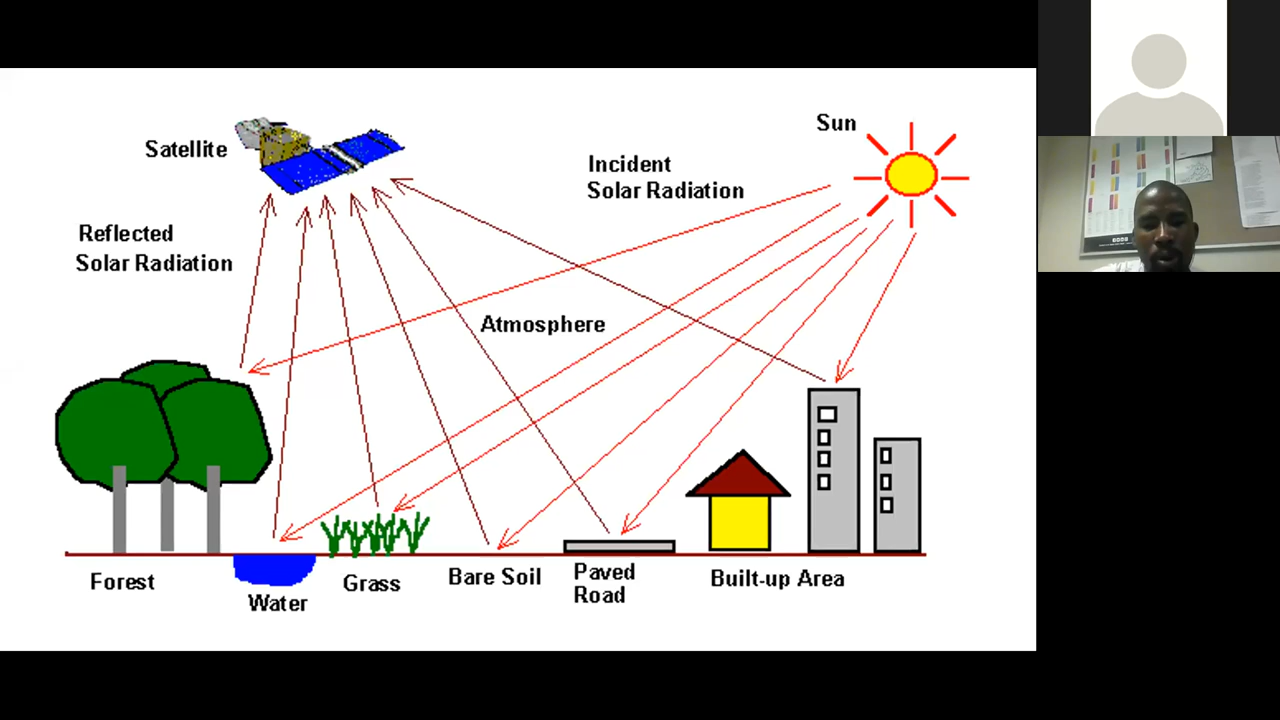 Sun
Satellite
Incident
Solar Radiation
Reflected
Solar Radiation
Atmosphere
Forest
Water
Grass
Bare Soil
Paved
Road
Built-up Area